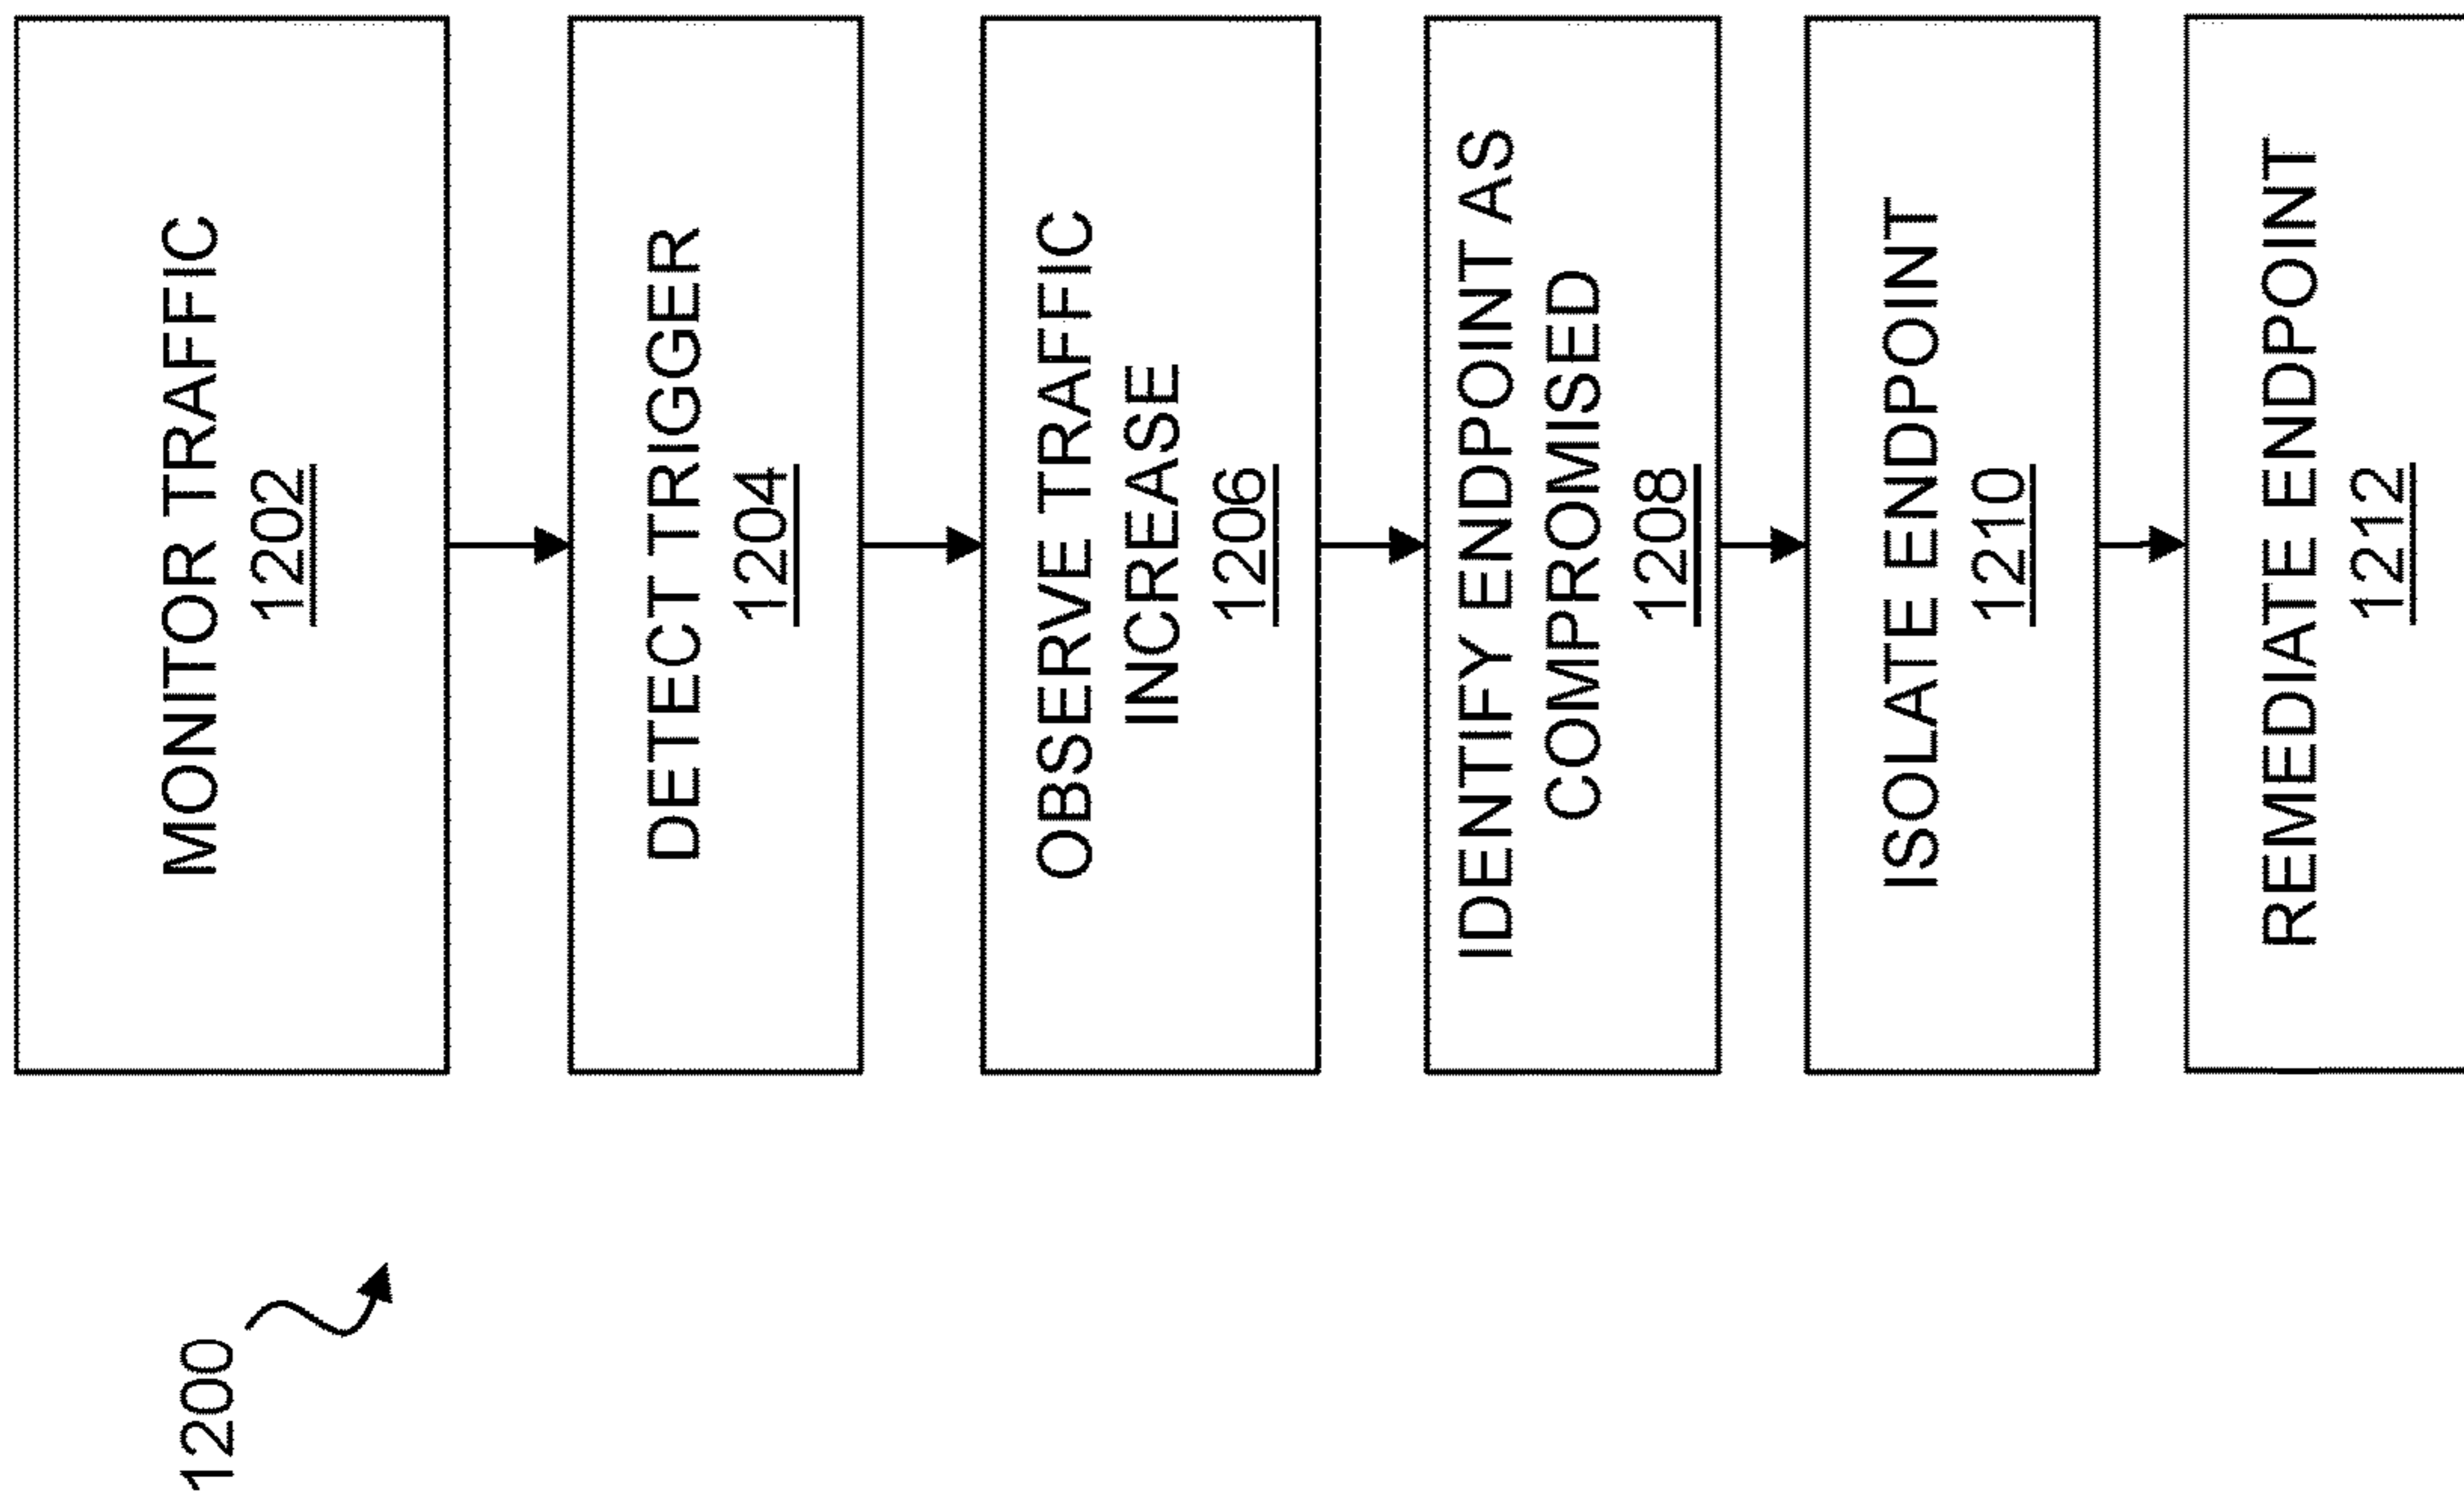 1200
MONITOR TRAFFIC
1202
DETECT TRIGGER
1204
OBSERVE TRAFFIC
INCREASE
1206
IDENTIFY ENDPOINT AS
COMPROMISED
1208
ISOLATE ENDPOINT
1210
REMEDIATE ENDPOINT
1212